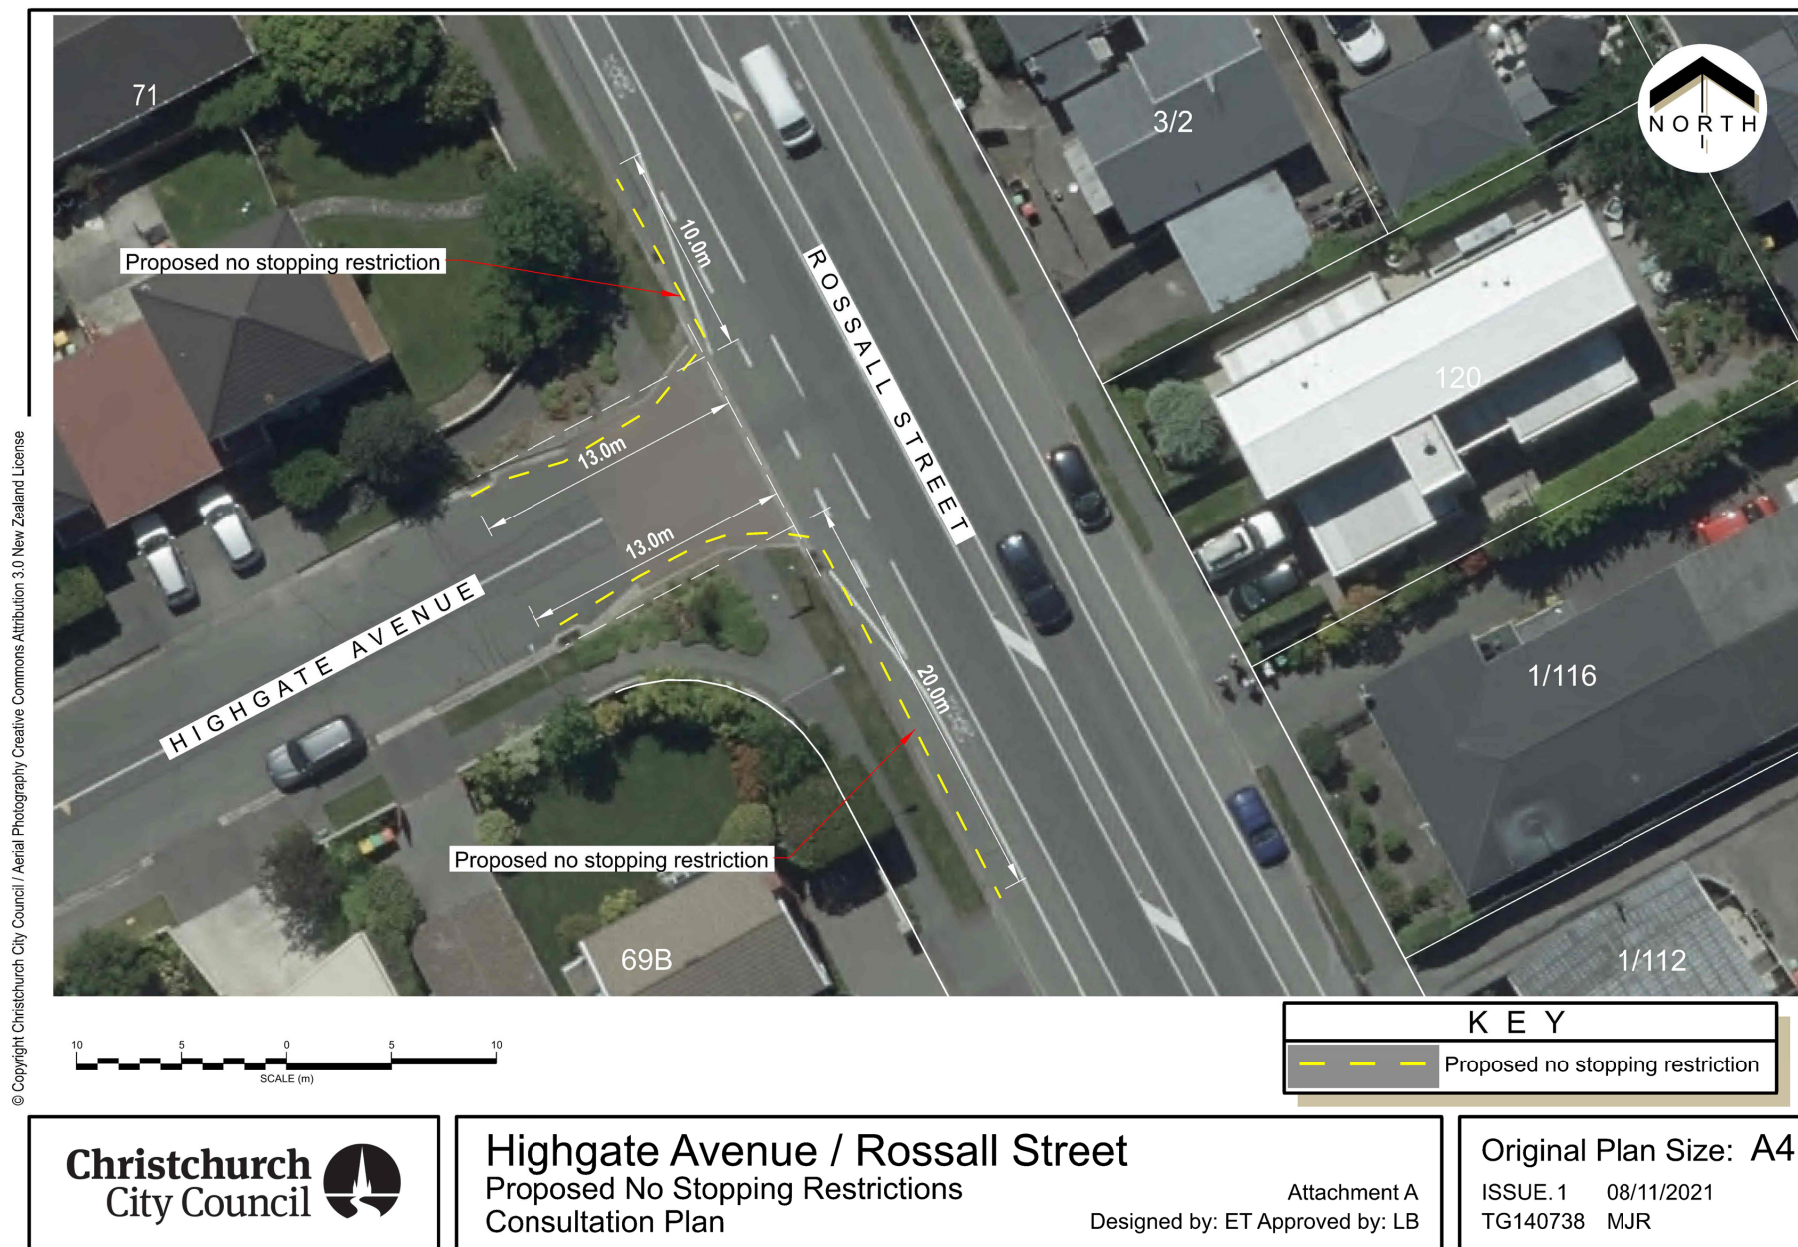 71
3/2
NORTH
Proposed no stopping restriction
10.0m
ROSSALL STREET
120
13.0m
13.0m
HIGHGATE AVENUE
20.0m
1/116
Proposed no stopping restriction
69B
1/112
© Copyright Christchurch City Council / Aerial Photography Creative Commons Attribution 3.0 New Zealand License
10 5 0 5 10
SCALE (m)
KEY
Proposed no stopping restriction
Christchurch
City Council
Highgate Avenue / Rossall Street
Proposed No Stopping Restrictions
Consultation Plan
Attachment A
Designed by: ET Approved by: LB
Original Plan Size: A4
ISSUE.1 08/11/2021
TG140738 MJR